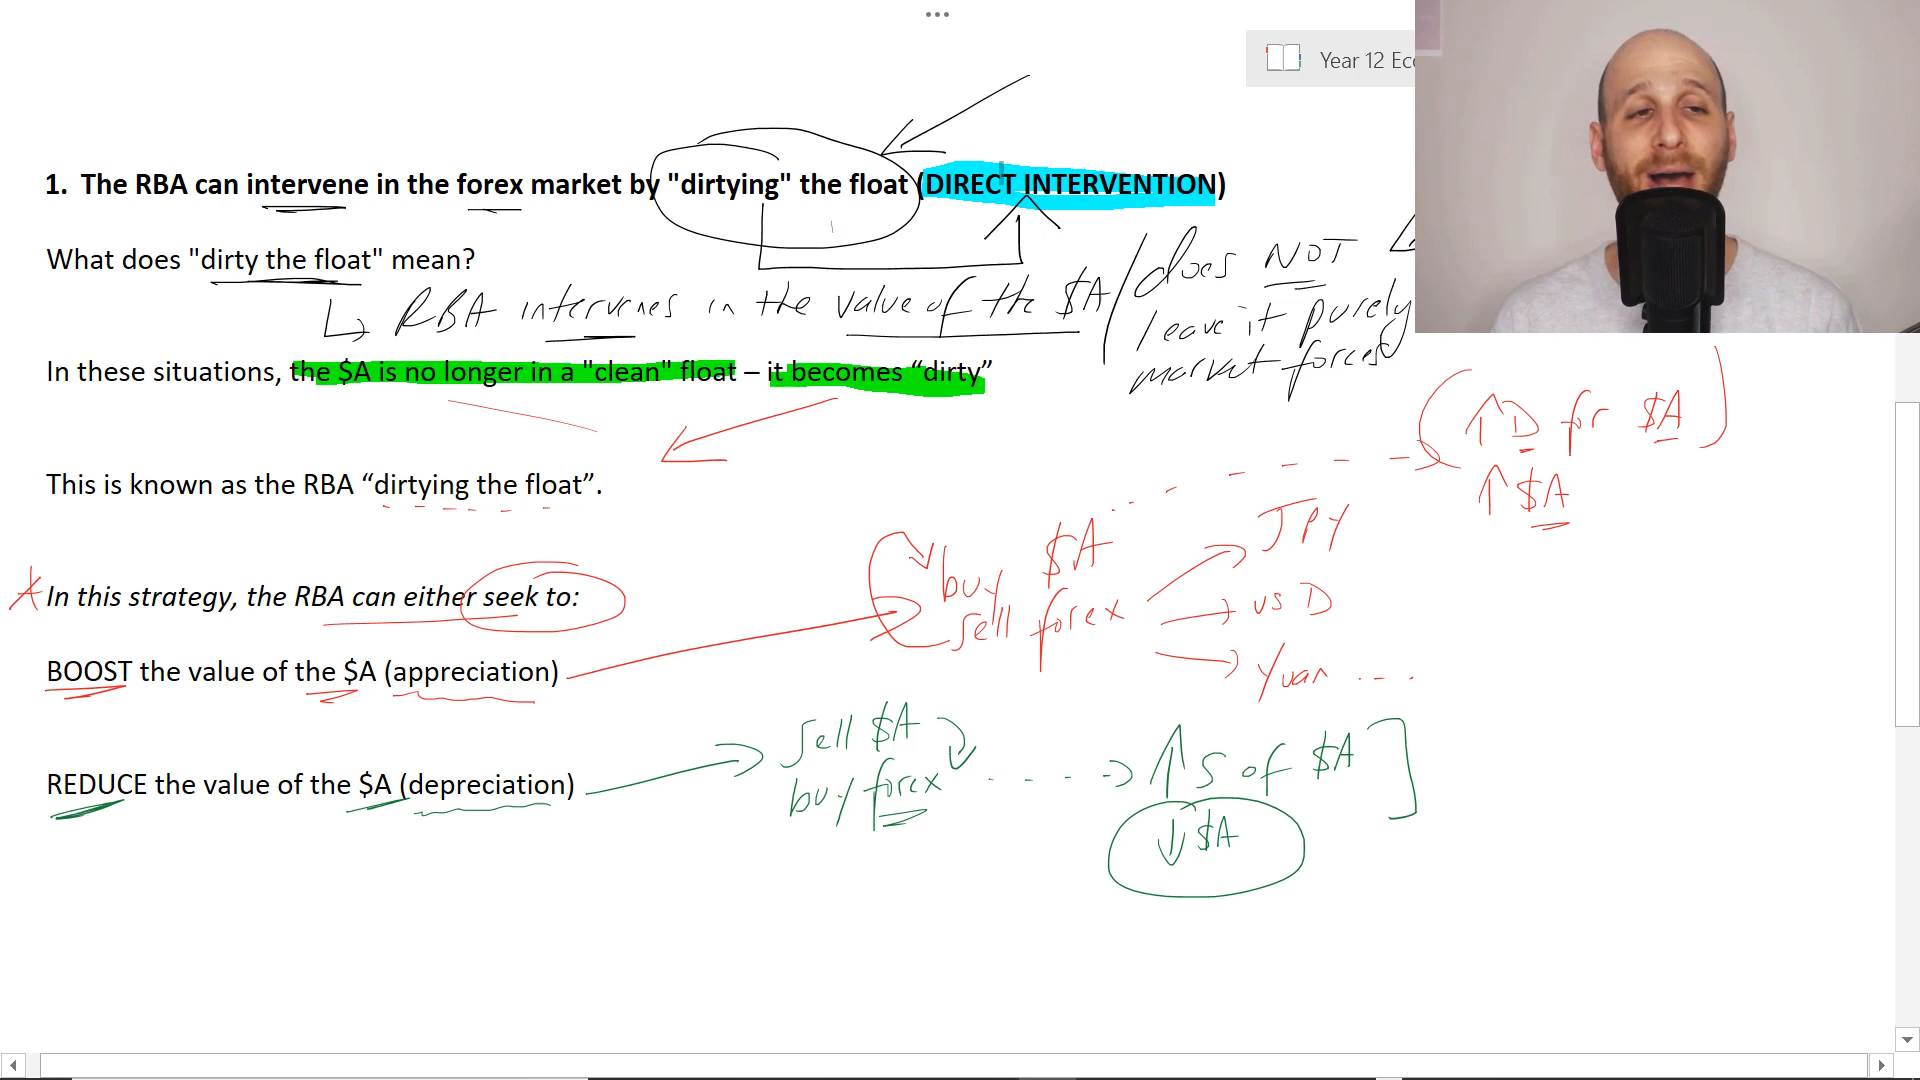 Year 12 Ec
1. The RBA can intervene in the forex market by "dirtying" the float (DIRECT INTERVENTION)
What does "dirty the float" mean?
RBA intervenes in the value of the $A
does NOT
leave it purely
market forces
In these situations, the $A is no longer in a "clean" float – it becomes “dirty”
↑ D for $A
↑ $A
This is known as the RBA “dirtying the float”.
buy $A
sell forex
JPY
USD
Yuan ....
In this strategy, the RBA can either seek to:
BOOST the value of the $A (appreciation)
sell $A
buy forex
↑ S of $A
↓ $A
REDUCE the value of the $A (depreciation)